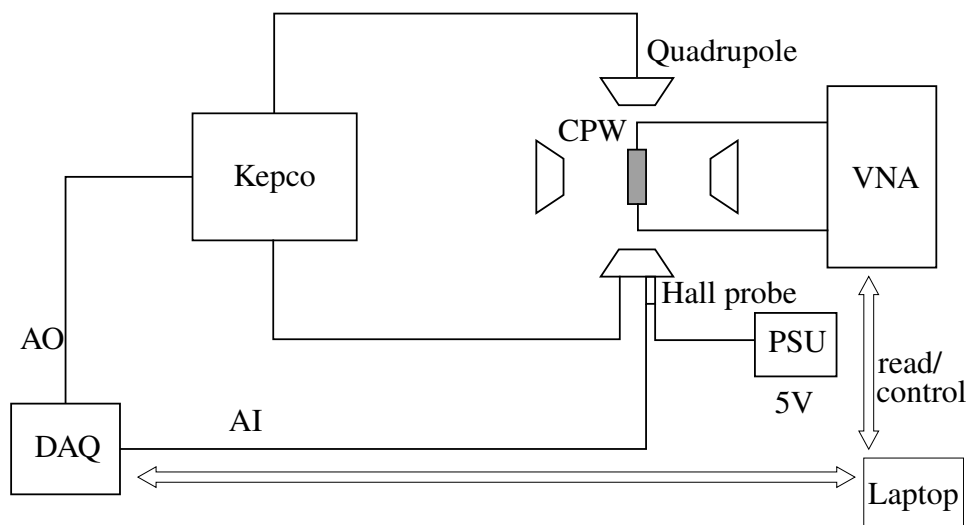 Quadrupole
CPW
Kepco
VNA
Hall probe
AO
PSU
read/
control
5V
AI
DAQ
Laptop